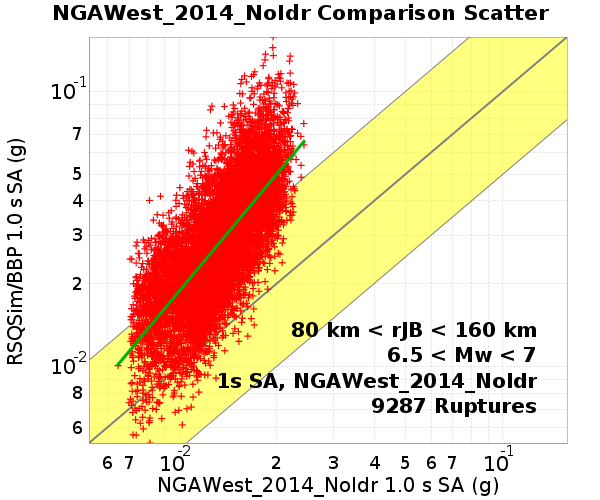 NGAWest_2014_NoIdr Comparison Scatter
RSQSim/BBP 1.0 s SA (g)
10-1
7
5
4
3
2
10-2
8
6
80 km < rJB < 160 km
6.5 < Mw < 7
1s SA, NGAWest_2014_NoIdr
9287 Ruptures
6 7 10-2 2 3 4 5 6 7 10-1
NGAWest_2014_NoIdr 1.0 s SA (g)